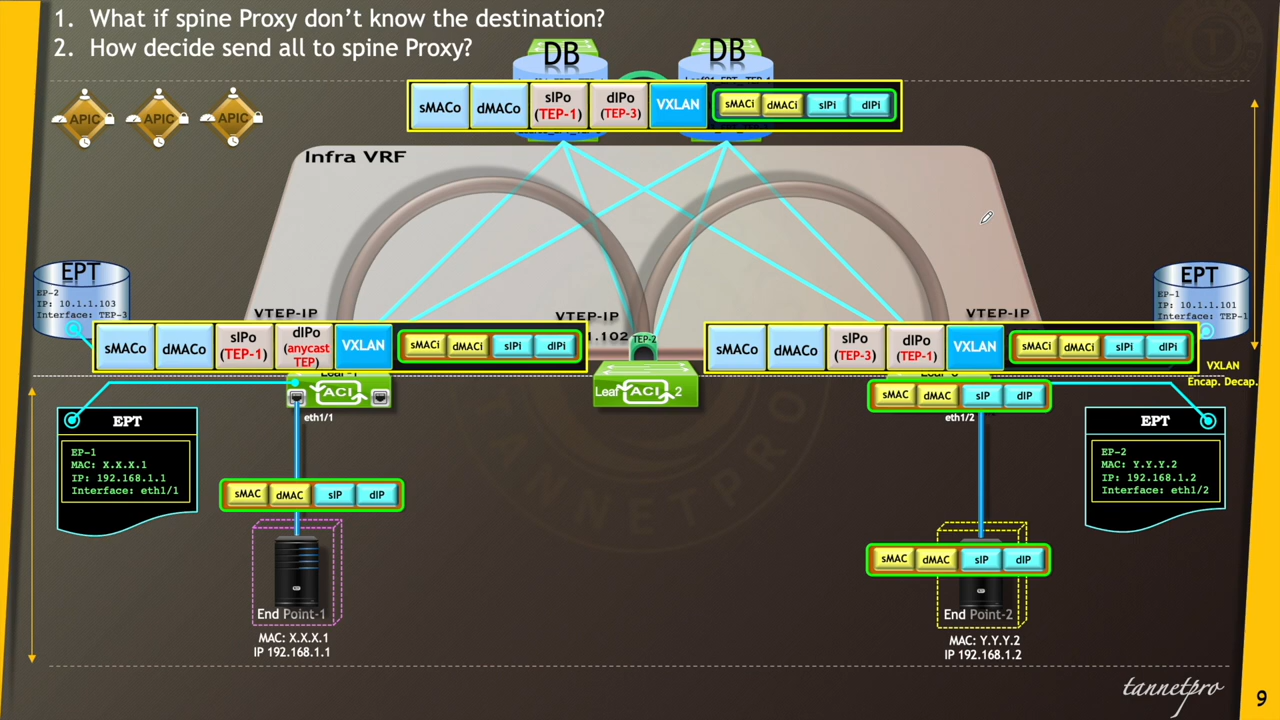 1. What if spine Proxy don't know the destination?
2. How decide send all to spine Proxy?
DB
DB
APIC
APIC
APIC
sMACo
dMACo
sIPo
(TEP-1)
dIPo
(TEP-3)
VXLAN
sMACi
dMACi
sIPi
dIPi
Infra VRF
EPT
EP-2
IP: 10.1.1.103
Interface: TEP-3
EPT
EP-1
IP: 10.1.1.101
Interface: TEP-1
VTEP-IP
VTEP-IP
VTEP-IP
1.102
TEP-2
sMACo
dMACo
sIPo
(TEP-1)
dIPo
(anycast
TEP)
VXLAN
sMACi
dMACi
sIPi
dIPi
sMACo
dMACo
sIPo
(TEP-3)
dIPo
(TEP-1)
VXLAN
sMACi
dMACi
sIPi
dIPi
VXLAN
Encap. Decap.
ACI
Leaf ACI 2
sMAC
dMAC
sIP
dIP
eth1/1
eth1/2
EPT
EP-1
MAC: X.X.X.1
IP: 192.168.1.1
Interface: eth1/1
EPT
EP-2
MAC: Y.Y.Y.2
IP: 192.168.1.2
Interface: eth1/2
sMAC
dMAC
sIP
dIP
sMAC
dMAC
sIP
dIP
End Point-1
MAC: X.X.X.1
IP 192.168.1.1
End Point-2
MAC: Y.Y.Y.2
IP 192.168.1.2
tannetpro
9